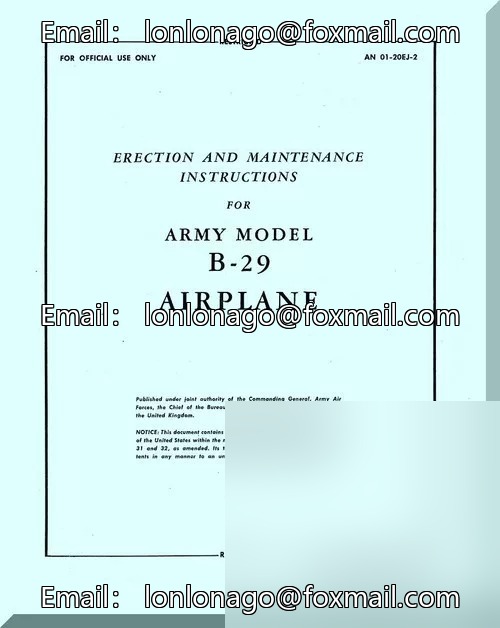 Email： lonlonago@foxmail.com
FOR OFFICIAL USE ONLY
AN 01-20EJ-2
ERECTION AND MAINTENANCE
INSTRUCTIONS
FOR
ARMY MODEL
B-29
AIRPLANE
Email： lonlonago@foxmail.com
Published under joint authority of the Commanding General, Army Air
Forces, the Chief of the Bureau
the United Kingdom.
NOTICE: This document contains
of the United States within the
31 and 32, as amended. Its
tents in any manner to an
Email： lonlonago@foxmail.com